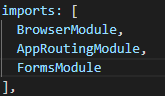 imports: [
  BrowserModule,
  AppRoutingModule,
  FormsModule
],